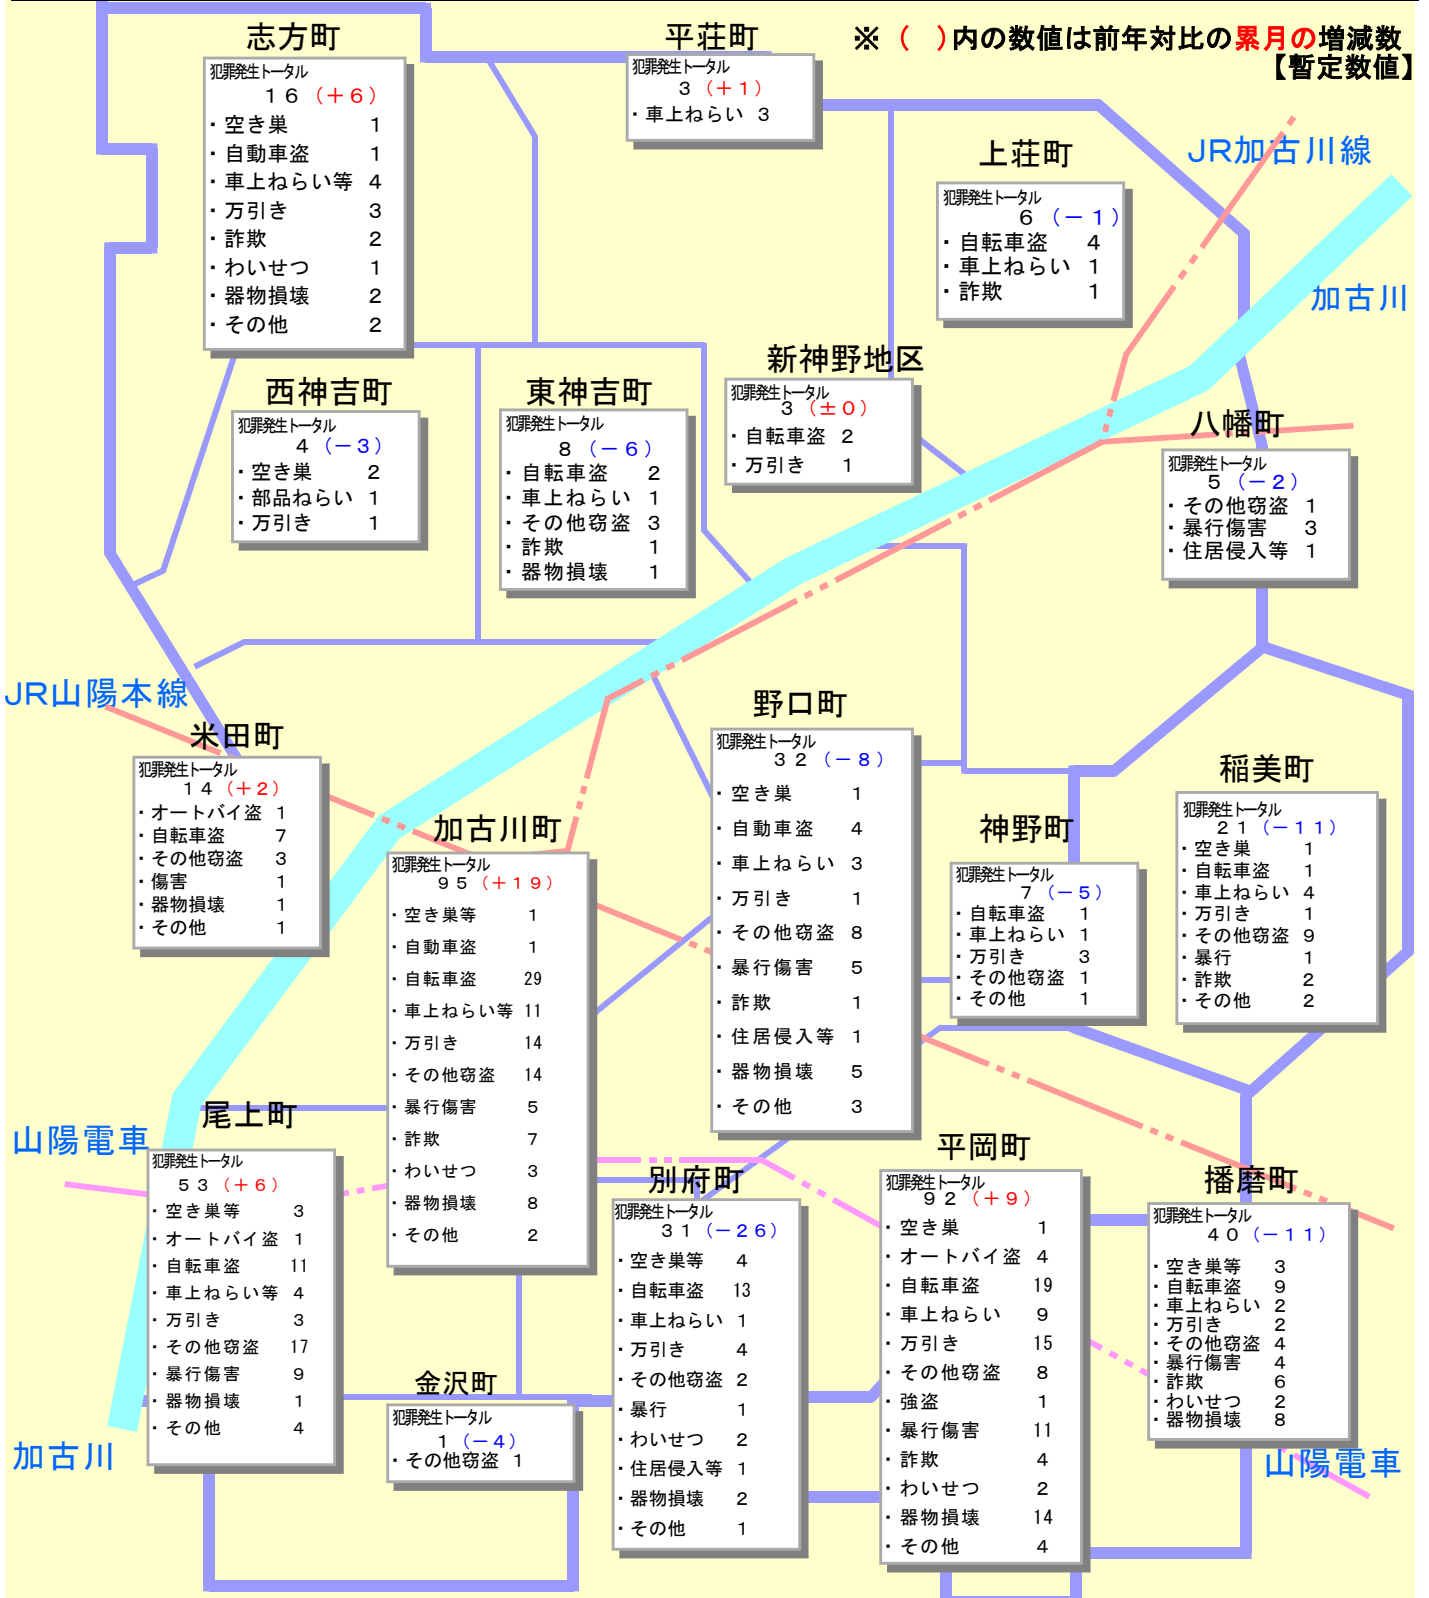 ※（　）内の数値は前年対比の累月の増減数
【暫定数値】
志方町
犯罪発生トータル
１６（＋６）
・空き巣　１
・自動車盗　１
・車上ねらい等　４
・万引き　３
・詐欺　２
・わいせつ　１
・器物損壊　２
・その他　２
平荘町
犯罪発生トータル
３（＋１）
・車上ねらい　３
上荘町
犯罪発生トータル
６（－１）
・自転車盗　４
・車上ねらい　１
・詐欺　１
JR加古川線
加古川
西神吉町
犯罪発生トータル
４（－３）
・空き巣　２
・部品ねらい　１
・万引き　１
東神吉町
犯罪発生トータル
８（－６）
・自転車盗　２
・車上ねらい　１
・その他窃盗　３
・詐欺　１
・器物損壊　１
新神野地区
犯罪発生トータル
３（±０）
・自転車盗　２
・万引き　１
八幡町
犯罪発生トータル
５（－２）
・その他窃盗　１
・暴行傷害　３
・住居侵入等　１
JR山陽本線
米田町
犯罪発生トータル
１４（＋２）
・オートバイ盗　１
・自転車盗　７
・その他窃盗　３
・傷害　１
・器物損壊　１
・その他　１
加古川町
犯罪発生トータル
９５（＋１９）
・空き巣等　１
・自動車盗　１
・自転車盗　29
・車上ねらい等　11
・万引き　14
・その他窃盗　14
・暴行傷害　５
・詐欺　７
・わいせつ　３
・器物損壊　８
・その他　２
野口町
犯罪発生トータル
３２（－８）
・空き巣　１
・自動車盗　４
・車上ねらい　３
・万引き　１
・その他窃盗　８
・暴行傷害　５
・詐欺　１
・住居侵入等　１
・器物損壊　５
・その他　３
神野町
犯罪発生トータル
７（－５）
・自転車盗　１
・車上ねらい　１
・万引き　３
・その他窃盗　１
・その他　１
稲美町
犯罪発生トータル
２１（－１１）
・空き巣　１
・自転車盗　１
・車上ねらい　４
・万引き　１
・その他窃盗　９
・暴行　１
・詐欺　２
・その他　２
山陽電車
尾上町
犯罪発生トータル
５３（＋６）
・空き巣等　３
・オートバイ盗　１
・自転車盗　11
・車上ねらい等　４
・万引き　３
・その他窃盗　17
・暴行傷害　９
・器物損壊　１
・その他　４
加古川
金沢町
犯罪発生トータル
１（－４）
・その他窃盗　１
別府町
犯罪発生トータル
３１（－２６）
・空き巣等　４
・自転車盗　13
・車上ねらい　１
・万引き　４
・その他窃盗　２
・暴行　１
・わいせつ　２
・住居侵入等　１
・器物損壊　２
・その他　１
平岡町
犯罪発生トータル
９２（＋９）
・空き巣　１
・オートバイ盗　４
・自転車盗　19
・車上ねらい　９
・万引き　15
・その他窃盗　８
・強盗　１
・暴行傷害　11
・詐欺　４
・わいせつ　２
・器物損壊　14
・その他　４
播磨町
犯罪発生トータル
４０（－１１）
・空き巣等　３
・自転車盗　９
・車上ねらい　２
・万引き　２
・その他窃盗　４
・暴行傷害　４
・詐欺　６
・わいせつ　２
・器物損壊　８
山陽電車